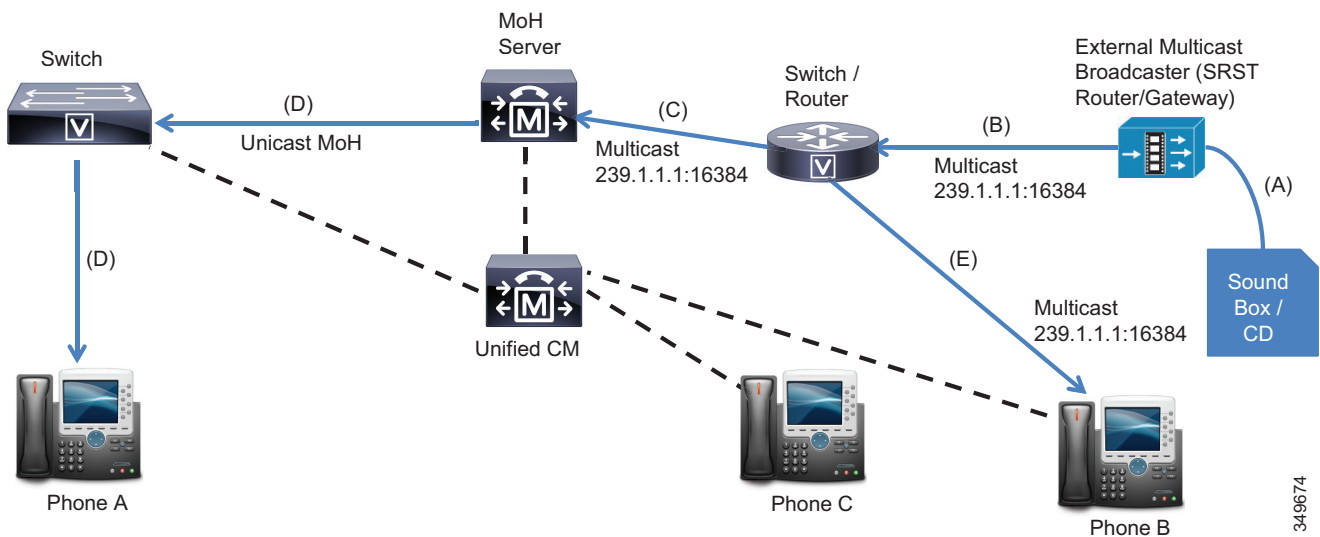 MoH
Server
Switch
External Multicast
Broadcaster (SRST
Router/Gateway)
Switch /
Router
(D)
Unicast MoH
(C)
Multicast
239.1.1.1:16384
(B)
Multicast
239.1.1.1:16384
(A)
V
M
V
(D)
M
Unified CM
(E)
Multicast
239.1.1.1:16384
Sound
Box /
CD
Phone A
Phone C
Phone B
349674